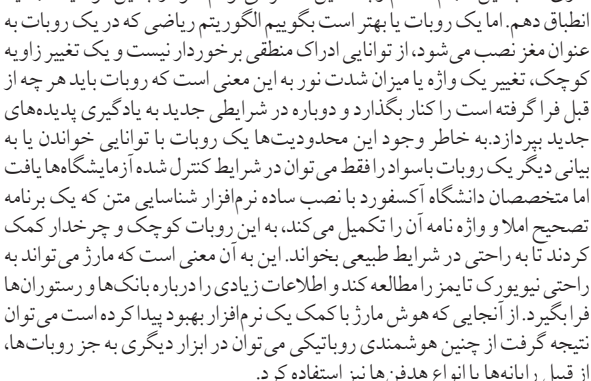 انطباق دهم. اما یک روبات یا بهتر است بگوییم الگوریتم ریاضی که در یک روبات به
عنوان مغز نصب می‌شود، از توانایی ادراک منطقی برخوردار نیست و یک تغییر زاویه
کوچک، تغییر یک واژه یا میزان شدت نور به این معنی است که روبات باید هر چه از
قبل فرا گرفته است را کنار بگذارد و دوباره در شرایطی جدید به یادگیری پدیده‌های
جدید بپردازد.به خاطر وجود این محدودیت‌ها یک روبات با توانایی خواندن یا به
بیانی دیگر یک روبات باسواد را فقط می‌توان در شرایط کنترل شده آزمایشگاه‌ها یافت
اما متخصصان دانشگاه آکسفورد با نصب ساده نرم‌افزار شناسایی متن که یک برنامه
تصحیح املا و واژه نامه آن را تکمیل می‌کند، به این روبات کوچک و چرخدار کمک
کردند تا به راحتی در شرایط طبیعی بخواند. این به آن معنی است که مارژ می‌تواند به
راحتی نیویورک تایمز را مطالعه کند و اطلاعات زیادی را درباره بانک‌ها و رستوران‌ها
فرا بگیرد. از آنجایی که هوش مارژ با کمک یک نرم‌افزار بهبود پیدا کرده است می‌توان
نتیجه گرفت از چنین هوشمندی روباتیکی می‌توان در ابزار دیگری به جز روبات‌ها،
از قبیل رایانه‌ها یا انواع هدفن‌ها نیز استفاده کرد.